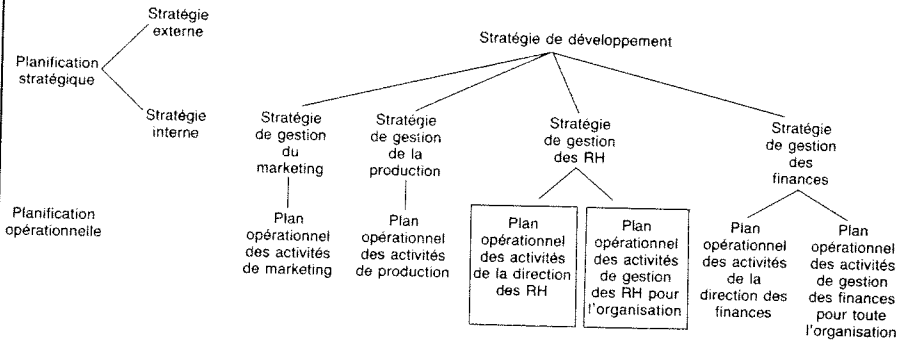 Stratégie
externe
Stratégie de développement
Planification
stratégique
Stratégie
interne
Stratégie
de gestion
du
marketing
Stratégie
de gestion
de la
production
Stratégie
de gestion
des RH
Stratégie
de gestion
des
finances
Planification
opérationnelle
Plan
opérationnel
des activités
de marketing
Plan
opérationnel
des activités
de production
Plan
opérationnel
des activités
de la direction
des RH
Plan
opérationnel
des activités
de gestion
des RH pour
l'organisation
Plan
opérationnel
des activités
de la
direction des
finances
Plan
opérationnel
des activités
de gestion
des finances
pour toute
l'organisation